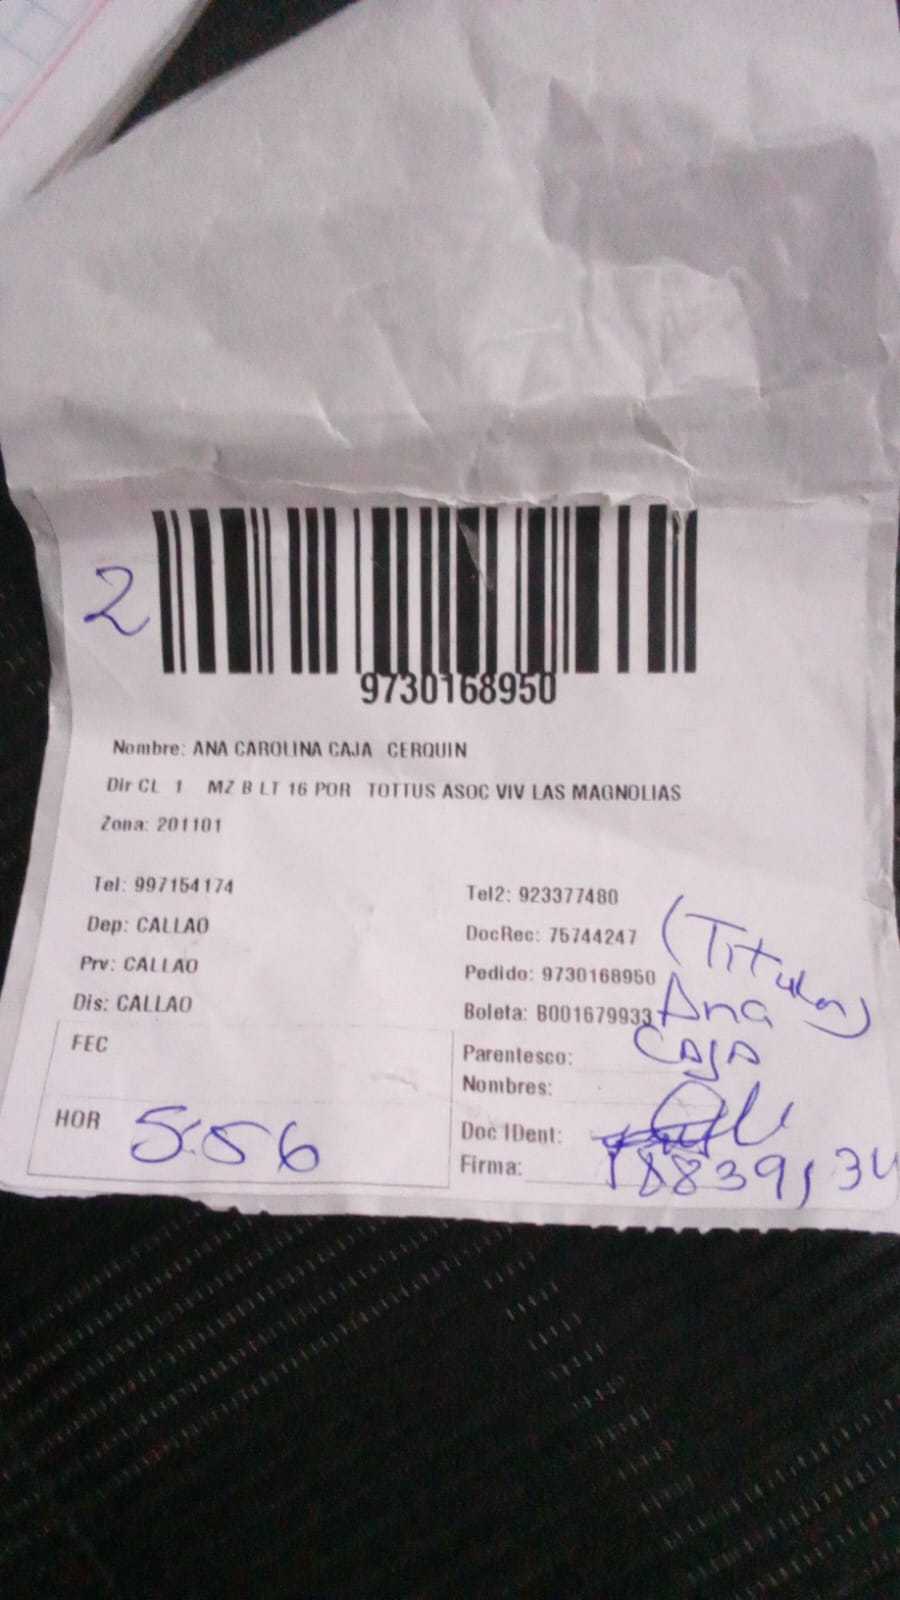 2
9730168950
Nombre: ANA CAROLINA CAJA CERQUIN
Dir CL 1 MZ B LT 16 POR TOTTUS ASOC VIV LAS MAGNOLIAS
Zona: 201101
Tel: 997154174
Tel2: 923377480
Dep: CALLAO
DocRec: 75744247
(Titular)
Prv: CALLAO
Pedido: 9730168950
Dis: CALLAO
Boleta: B001679933
Ana
Caja
FEC
Parentesco:
Nombres:
HOR 5:56
Doc IDent:
Firma: